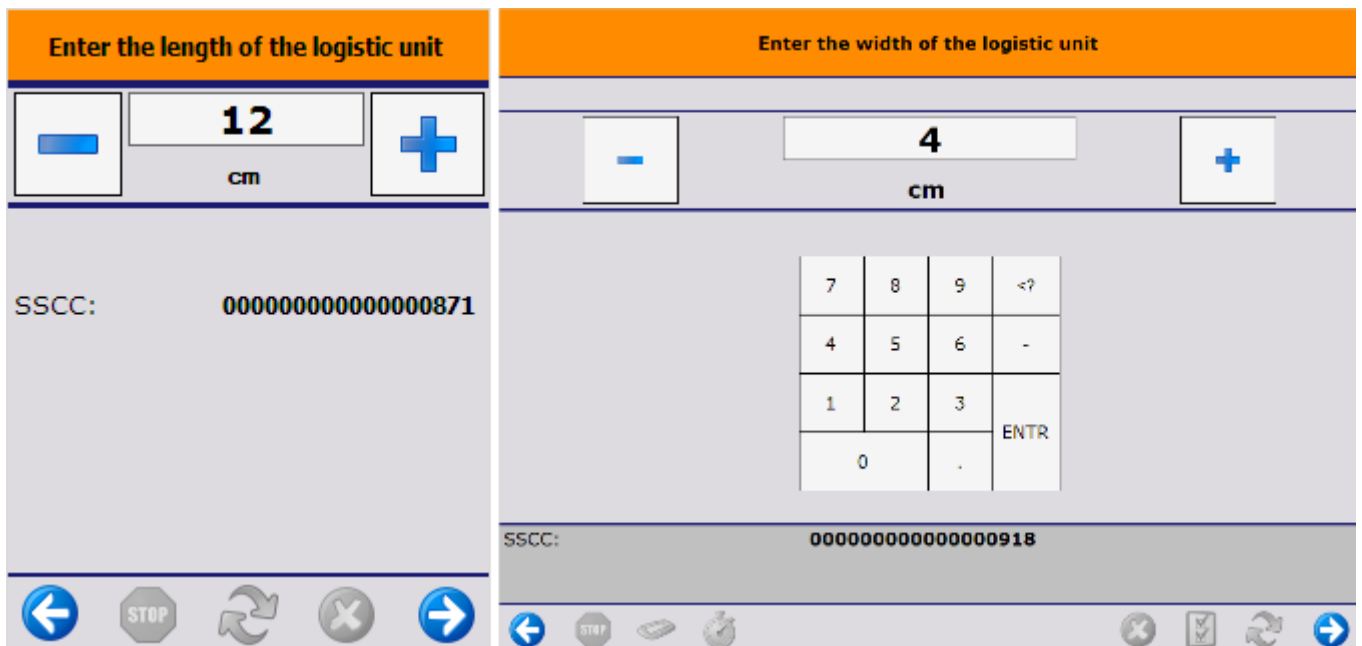 Enter the length of the logistic unit
12
cm
SSCC: 000000000000000871
STOP
Enter the width of the logistic unit
4
cm
7 8 9 <?
4 5 6 -
1 2 3
ENTR
0 .
SSCC: 000000000000000918
STOP